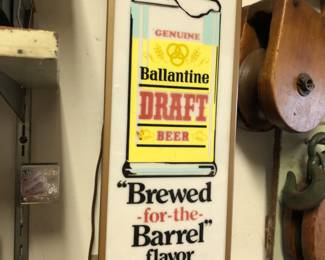 GENUINE
Ballantine
DRAFT
BEER
"Brewed
-for-the-
Barrel"
flavor